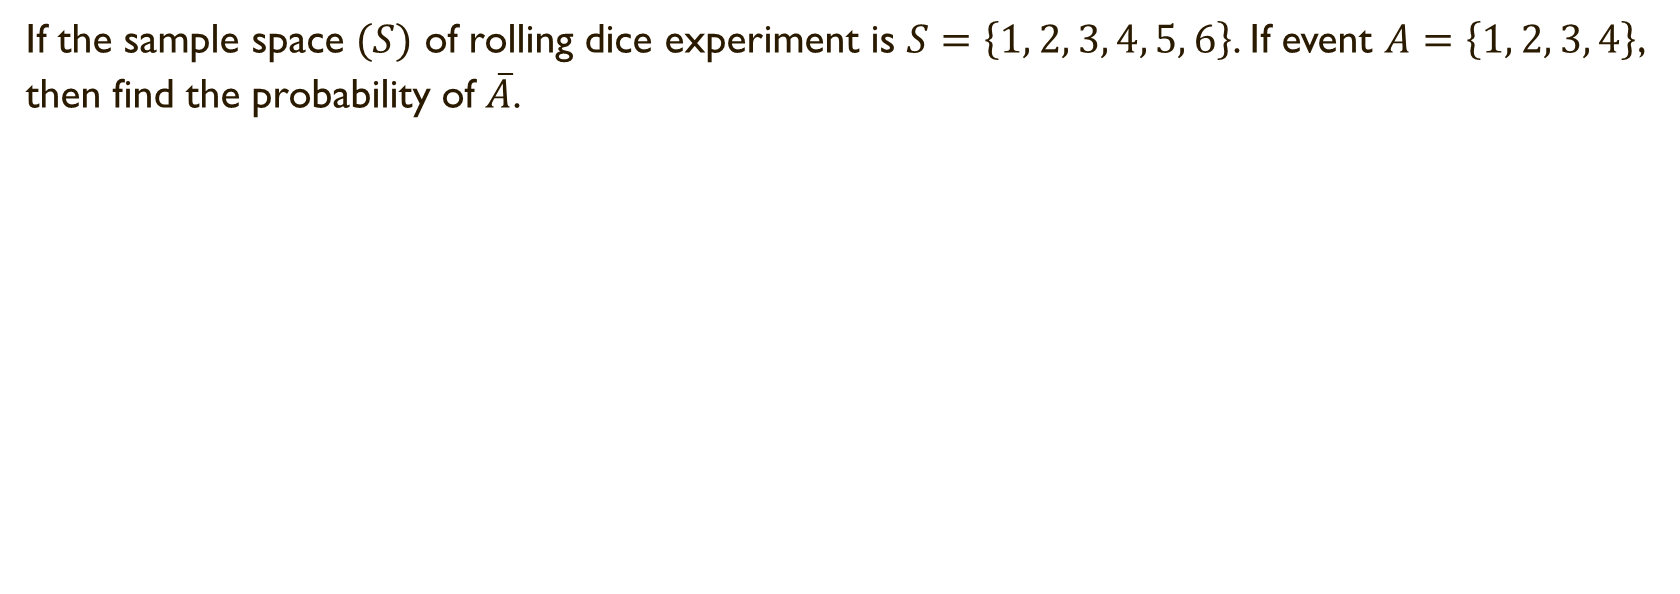 If the sample space (S) of rolling dice experiment is S = {1, 2, 3, 4, 5, 6}. If event A = {1, 2, 3, 4},
then find the probability of Ā.